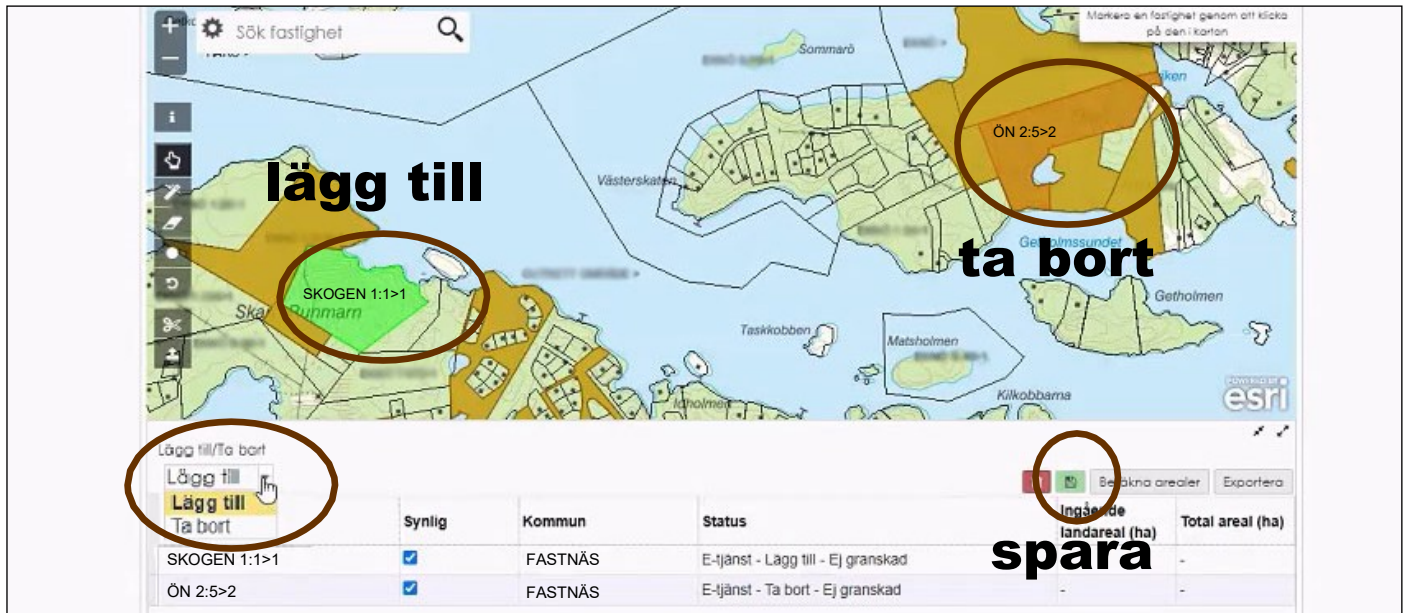 Sök fastighet
Markera en fastighet genom att klicka
på den i kartan
Sommarö
ÖN 2:5>2
lägg till
Västerskaten
ta bort
SKOGEN 1:1>1
Getholmen
Taskkobben
Matsholmen
Kilkobbarna
Idholmen
POWERED BY
esri
Lägg till/Ta bort
Lägg till
Lägg till
Ta bort
Beräkna arealer
Exportera
Synlig
Kommun
Status
Ingående
landareal (ha)
Total areal (ha)
spara
SKOGEN 1:1>1
FASTNÄS
E-tjänst - Lägg till - Ej granskad
-
ÖN 2:5>2
FASTNÄS
E-tjänst - Ta bort - Ej granskad
-
-